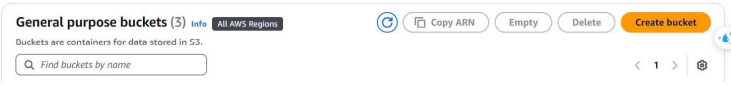 General purpose buckets (3) Info All AWS Regions Copy ARN Empty Delete Create bucket
Buckets are containers for data stored in S3.
Find buckets by name 1